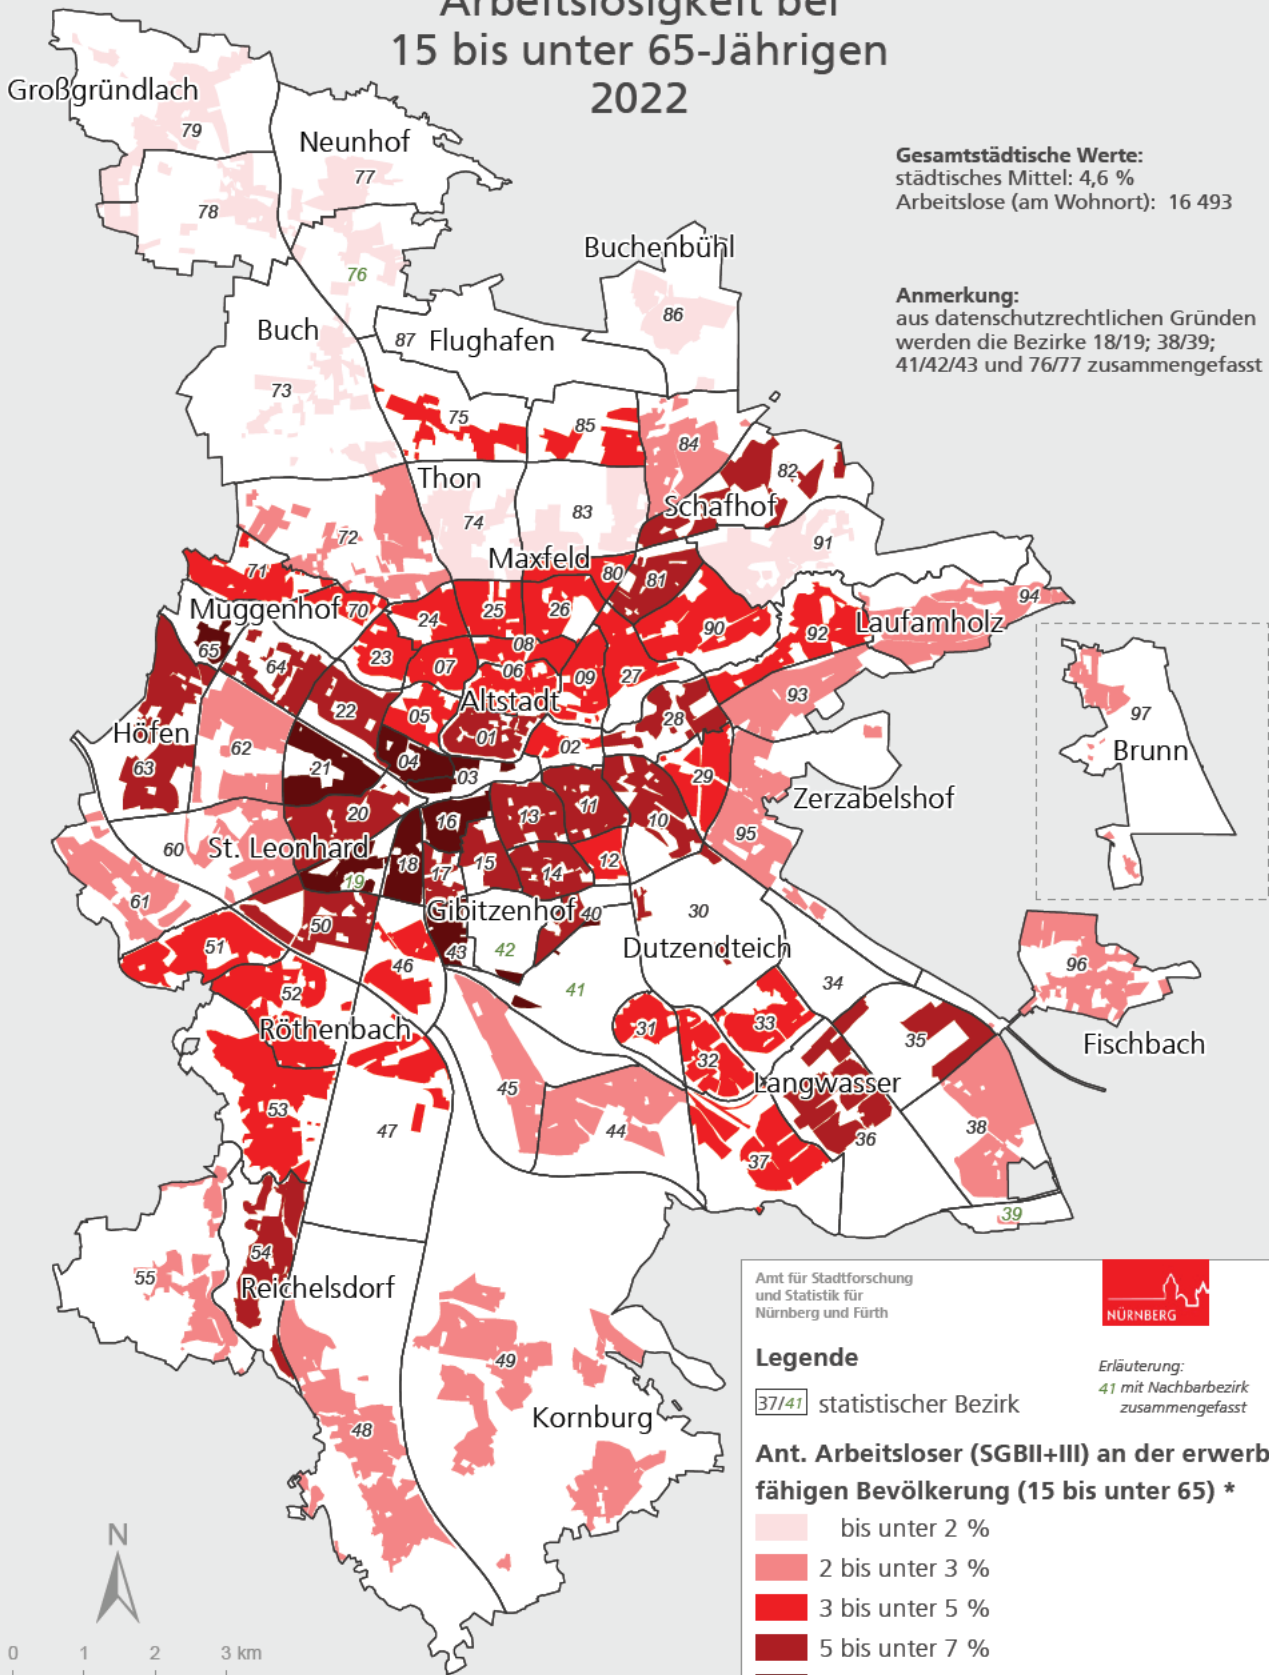 Arbeitslosigkeit bei
15 bis unter 65-Jährigen
2022
Gesamtstädtische Werte:
städtisches Mittel: 4,6 %
Arbeitslose (am Wohnort): 16 493
Anmerkung:
aus datenschutzrechtlichen Gründen
werden die Bezirke 18/19; 38/39;
41/42/43 und 76/77 zusammengefasst
Großgründlach
79
Neunhof
77
78
76
Buchenbühl
86
Buch
87 Flughafen
73
75
85
84
82
Thon
Schafhof
74
83
72
91
Maxfeld
71
80
81
94
Muggenhof
70
24
25
26
90
92
Laufamholz
65
64
23
07
08
06
09
27
93
97
Brunn
22
05
Altstadt
01
28
02
Höfen
62
63
21
04
03
29
Zerzabelshof
20
16
13
11
10
95
60
St. Leonhard
18
17
15
14
12
19
61
Gibitzenhof
40
30
50
51
43
42
Dutzendteich
46
41
34
96
52
Röthenbach
31
33
35
Fischbach
32
Langwasser
53
45
47
44
36
38
37
39
54
55
Reichelsdorf
49
48
Kornburg
N
0 1 2 3 km
Amt für Stadtforschung
und Statistik für
Nürnberg und Fürth
NÜRNBERG
Legende
37/41 statistischer Bezirk
Erläuterung:
41 mit Nachbarbezirk
zusammengefasst
Ant. Arbeitsloser (SGBII+III) an der erwerb
fähigen Bevölkerung (15 bis unter 65) *
bis unter 2 %
2 bis unter 3 %
3 bis unter 5 %
5 bis unter 7 %